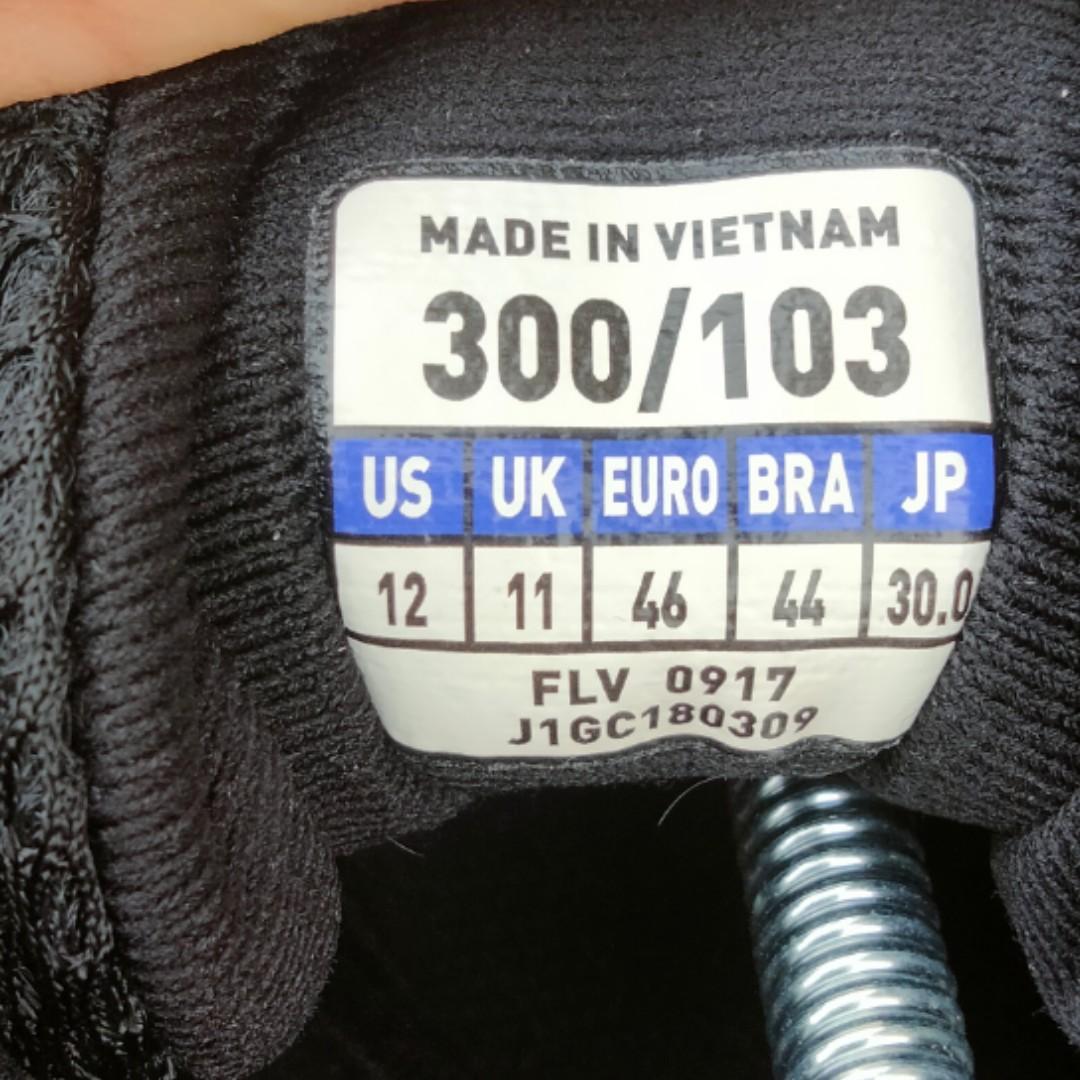 MADE IN VIETNAM
300/103
US UK EURO BRA JP
12 11 46 44 30.0
FLV 0917
J1GC180309